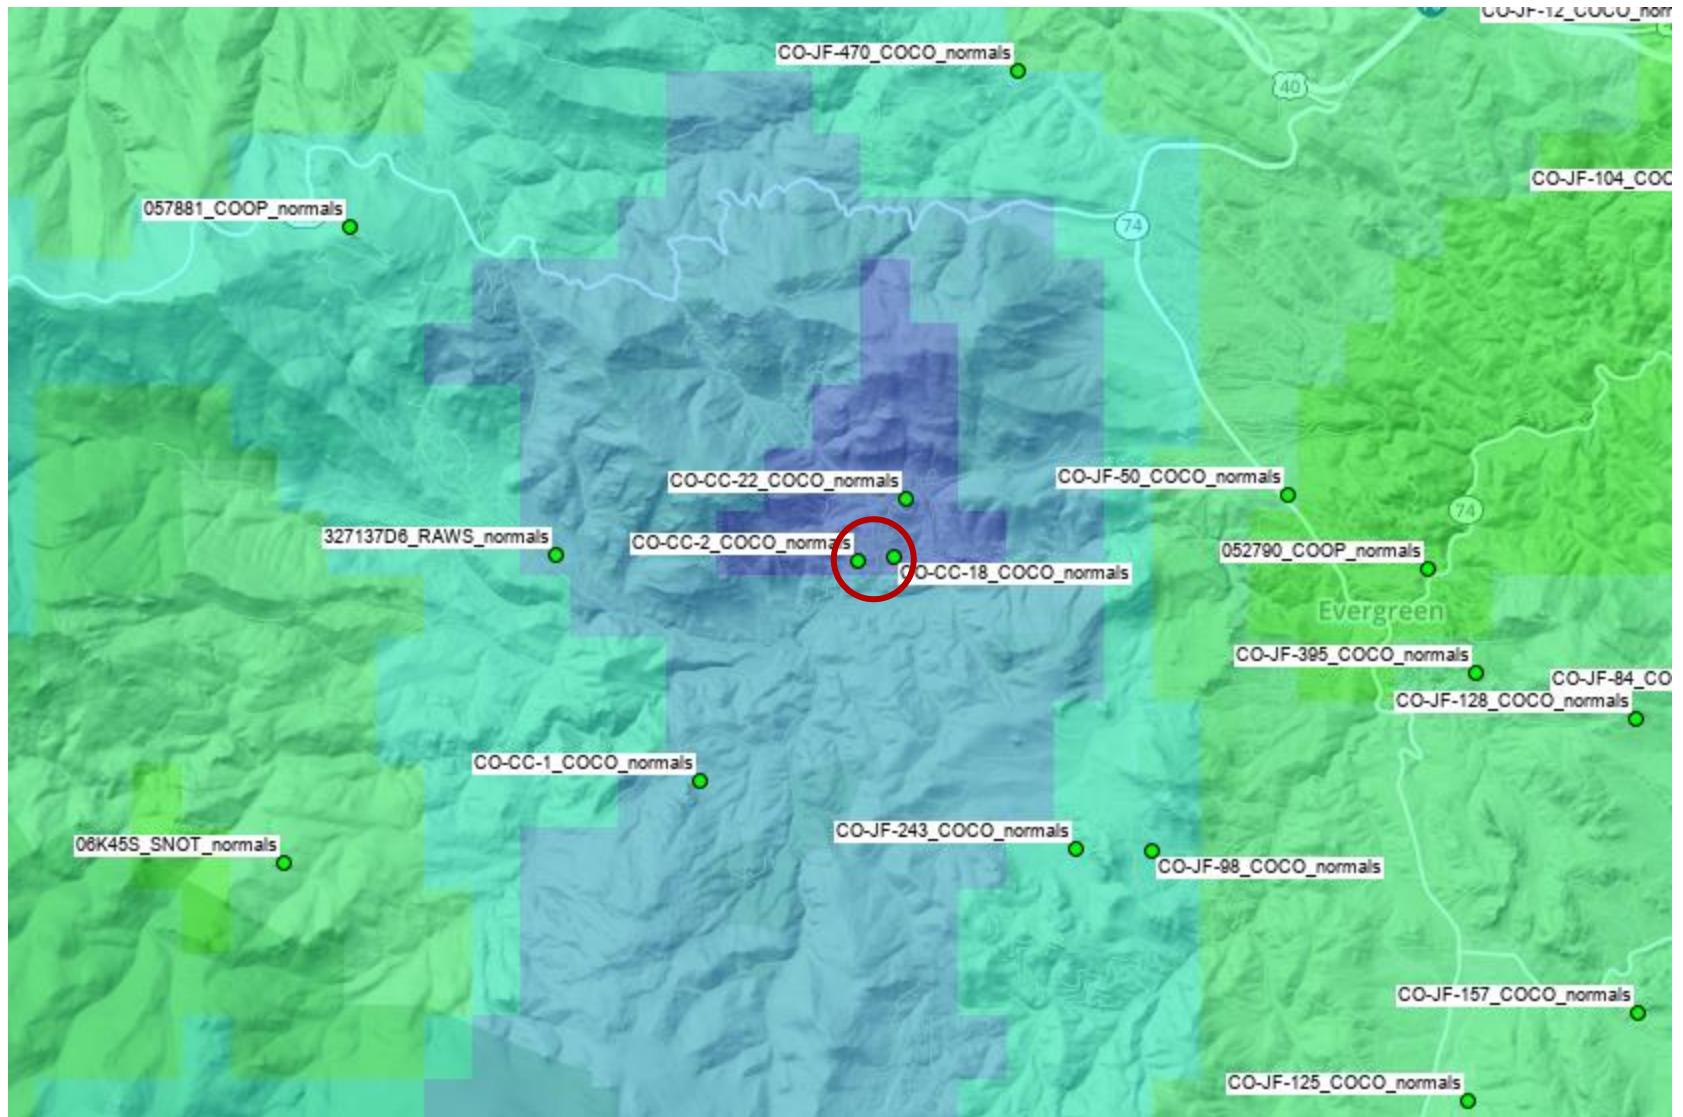 CO-JF-12_COCO_norm
CO-JF-470_COCO_normals
40
CO-JF-104_COC
057881_COOP_normals
74
CO-CC-22_COCO_normals
CO-JF-50_COCO_normals
74
327137D6_RAWS_normals
CO-CC-2_COCO_normals
052790_COOP_normals
CO-CC-18_COCO_normals
Evergreen
CO-JF-395_COCO_normals
CO-JF-84_CO
CO-JF-128_COCO_normals
CO-CC-1_COCO_normals
CO-JF-243_COCO_normals
06K45S_SNOT_normals
CO-JF-98_COCO_normals
CO-JF-157_COCO_normals
CO-JF-125_COCO_normals